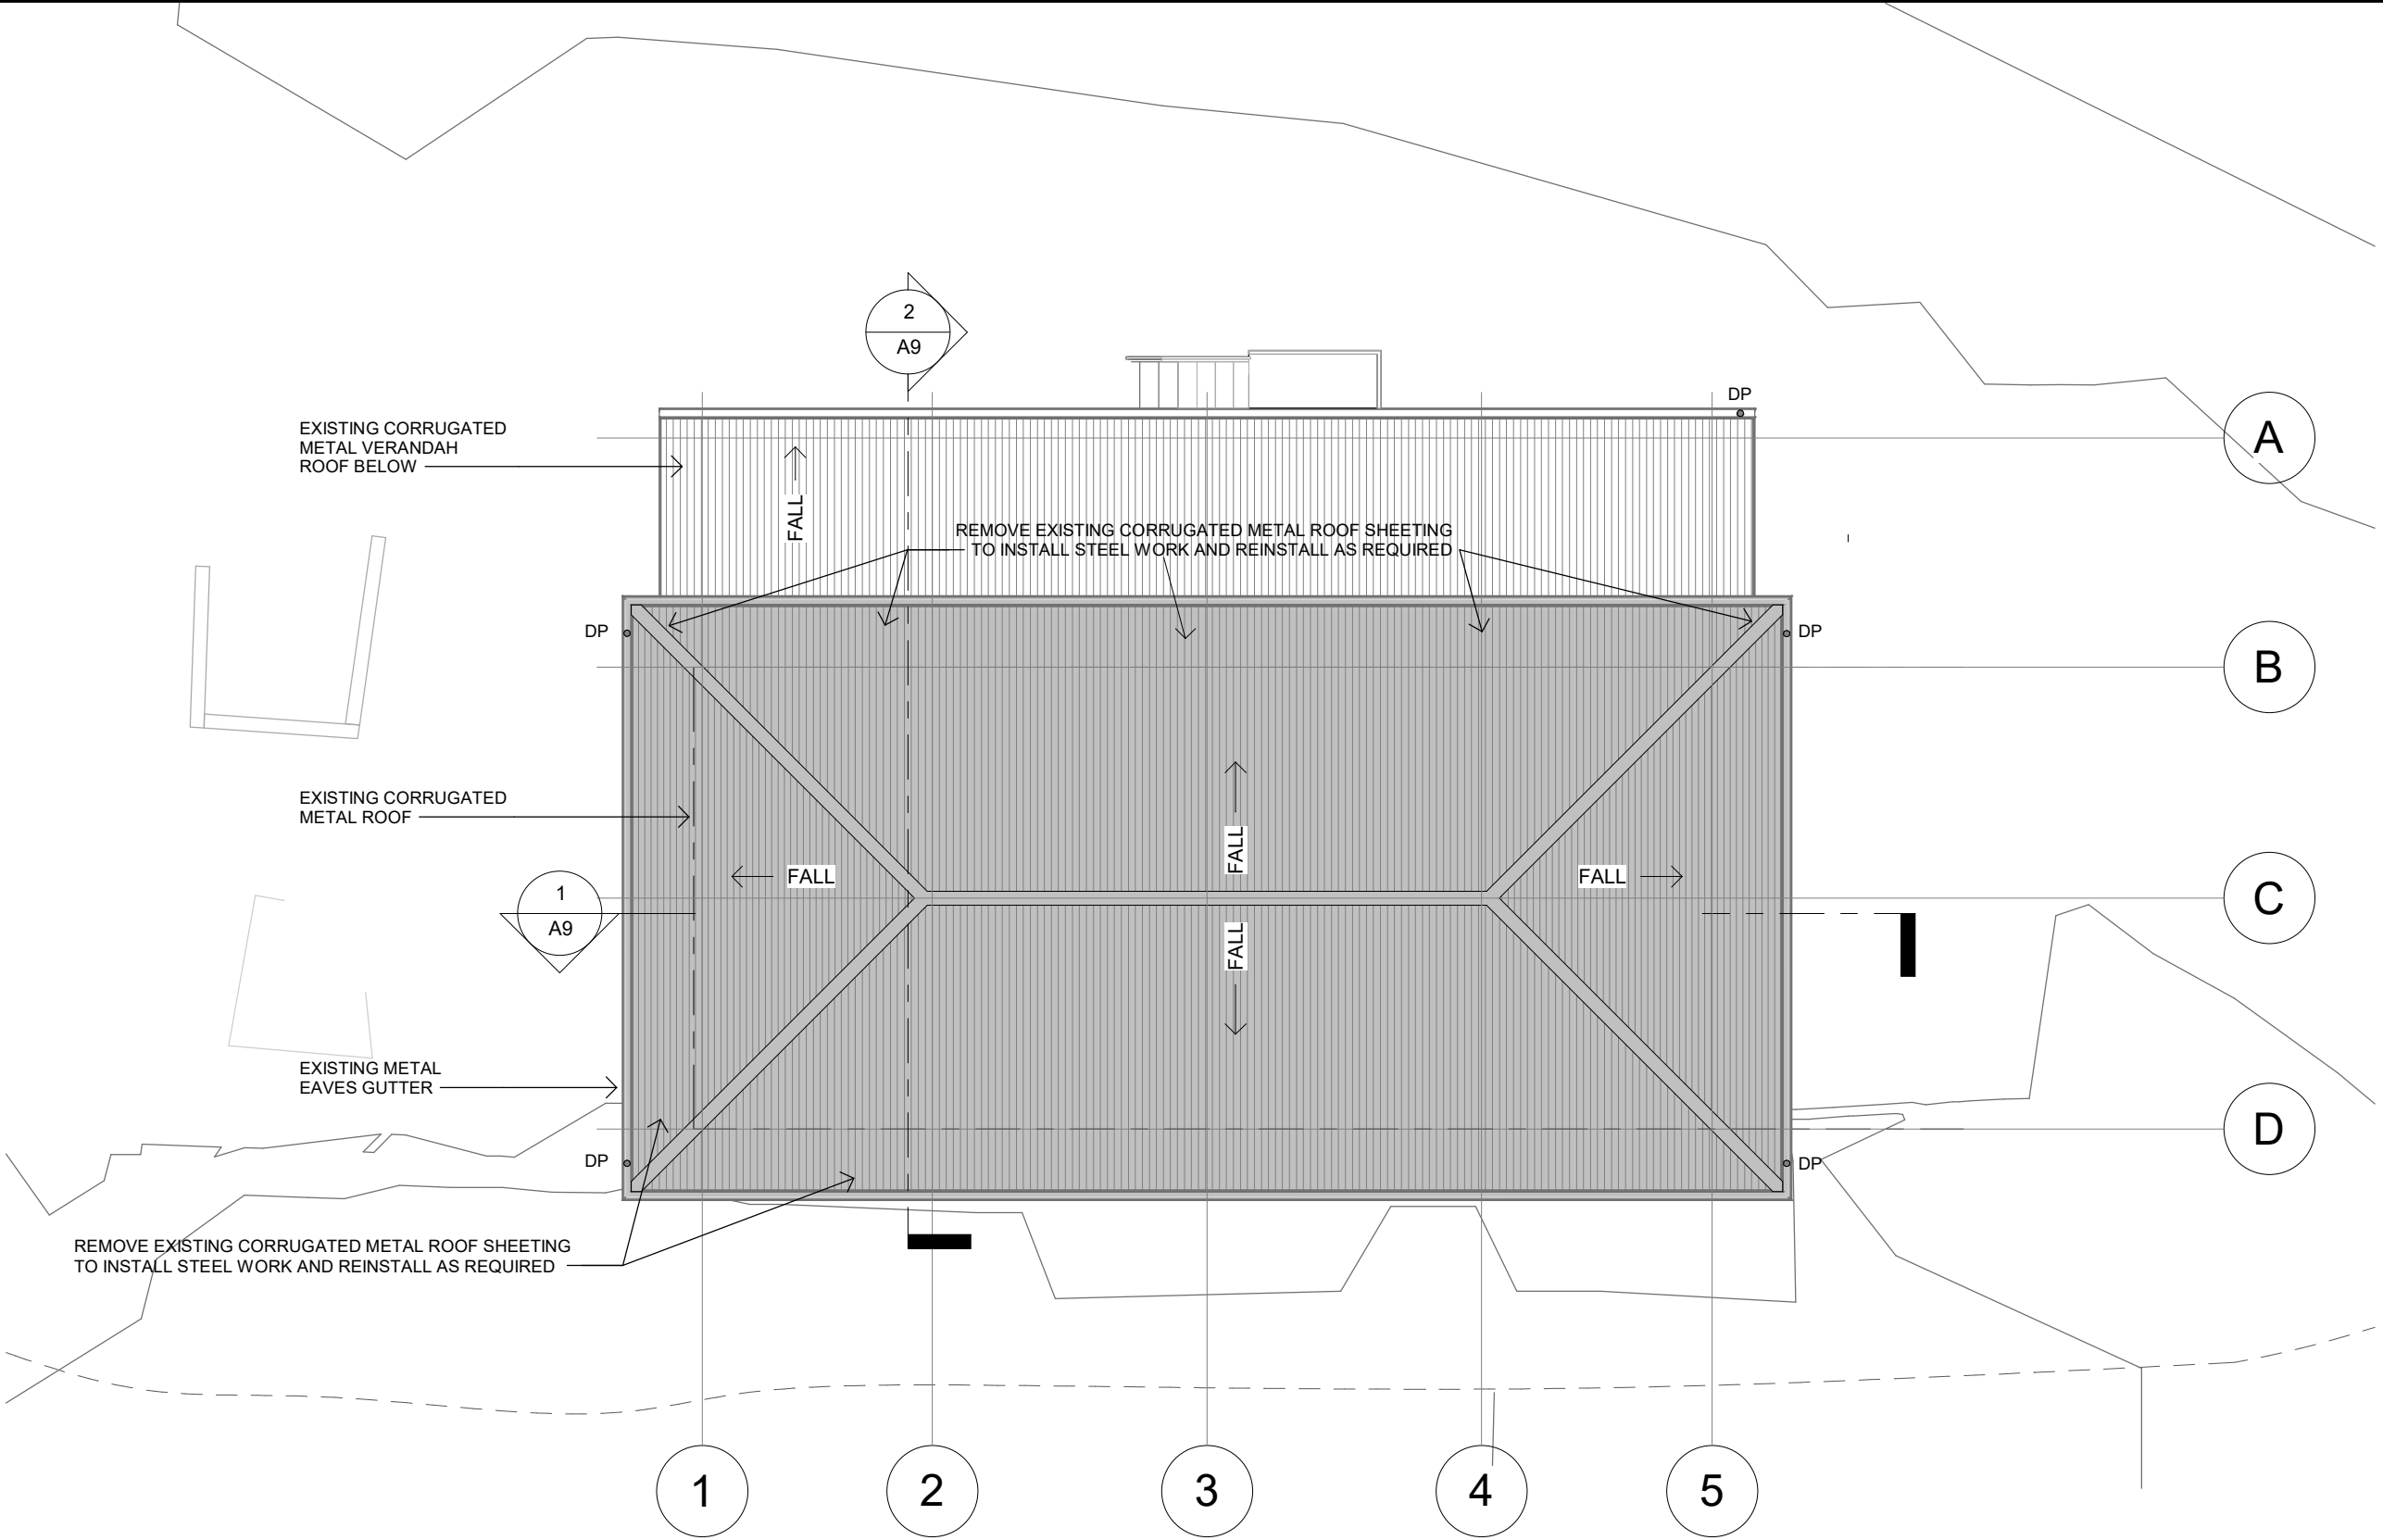 2
A9
DP
EXISTING CORRUGATED
METAL VERANDAH
ROOF BELOW
A
FALL
REMOVE EXISTING CORRUGATED METAL ROOF SHEETING
TO INSTALL STEEL WORK AND REINSTALL AS REQUIRED
DP
DP
B
EXISTING CORRUGATED
METAL ROOF
FALL
FALL
FALL
1
A9
C
FALL
EXISTING METAL
EAVES GUTTER
D
DP
DP
REMOVE EXISTING CORRUGATED METAL ROOF SHEETING
TO INSTALL STEEL WORK AND REINSTALL AS REQUIRED
1
2
3
4
5